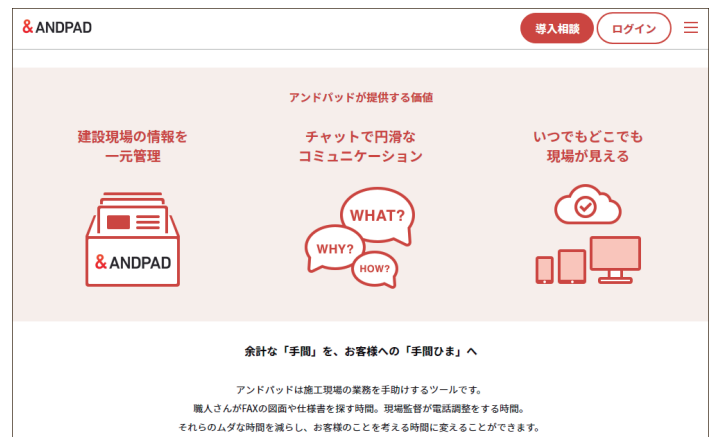 & ANDPAD
導入相談
ログイン
アンドパッドが提供する価値
建設現場の情報を
一元管理
チャットで円滑な
コミュニケーション
いつでもどこでも
現場が見える
& ANDPAD
WHAT?
WHY?
HOW?
余計な「手間」を、お客様への「手間ひま」へ
アンドパッドは施工現場の業務を手助けするツールです。
職人さんがFAXの図面や仕様書を探す時間。現場監督が電話調整をする時間。
それらのムダな時間を減らし、お客様のことを考える時間に変えることができます。